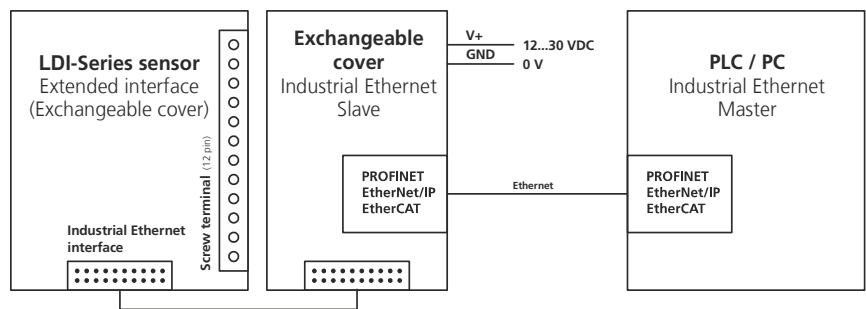 LDI-Series sensor
Extended interface
(Exchangeable cover)
Screw terminal (12 pin)
Industrial Ethernet
interface
Exchangeable
cover
Industrial Ethernet
Slave
V+
12...30 VDC
GND
0 V
PROFINET
EtherNet/IP
EtherCAT
Ethernet
PLC / PC
Industrial Ethernet
Master
PROFINET
EtherNet/IP
EtherCAT